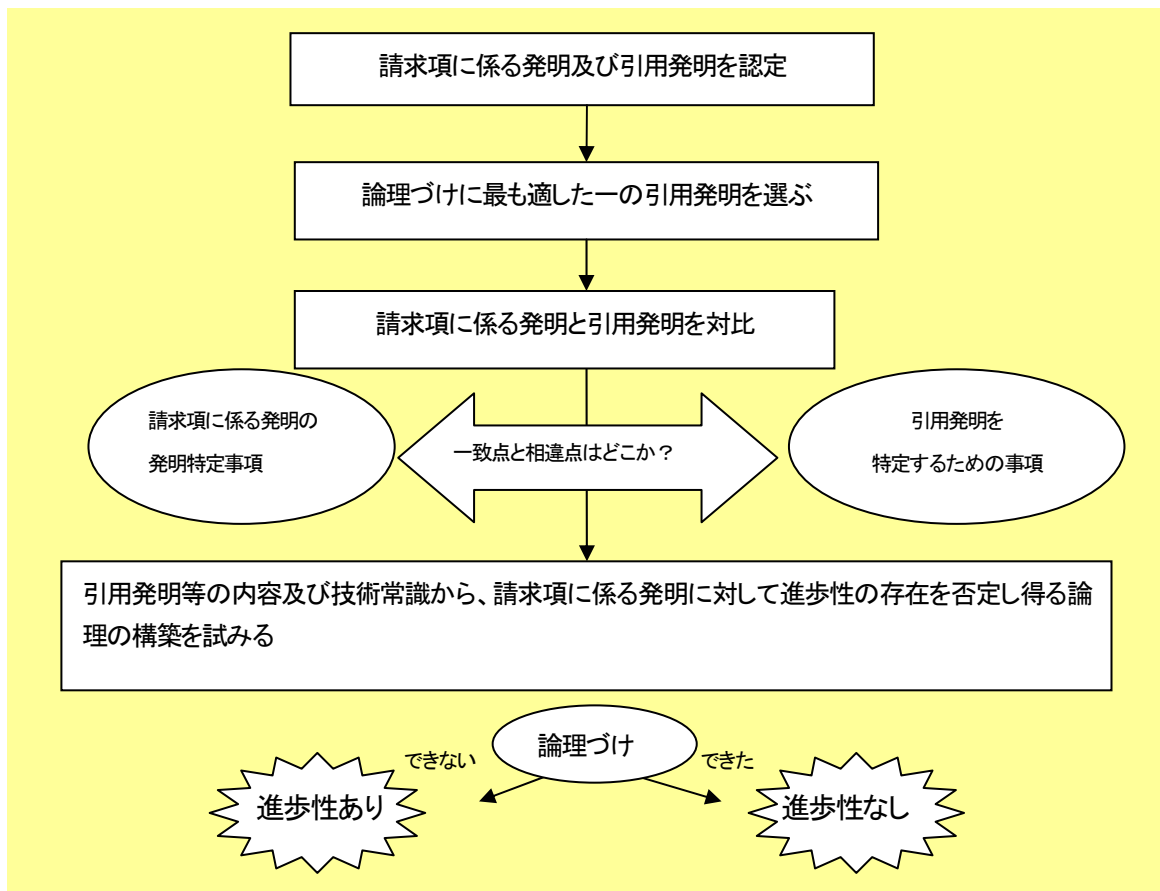 請求項に係る発明及び引用発明を認定
論理づけに最も適した一の引用発明を選ぶ
請求項に係る発明と引用発明を対比
請求項に係る発明の
発明特定事項
一致点と相違点はどこか？
引用発明を
特定するための事項
引用発明等の内容及び技術常識から、請求項に係る発明に対して進歩性の存在を否定し得る論
理の構築を試みる
論理づけ
できない
できた
進歩性あり
進歩性なし